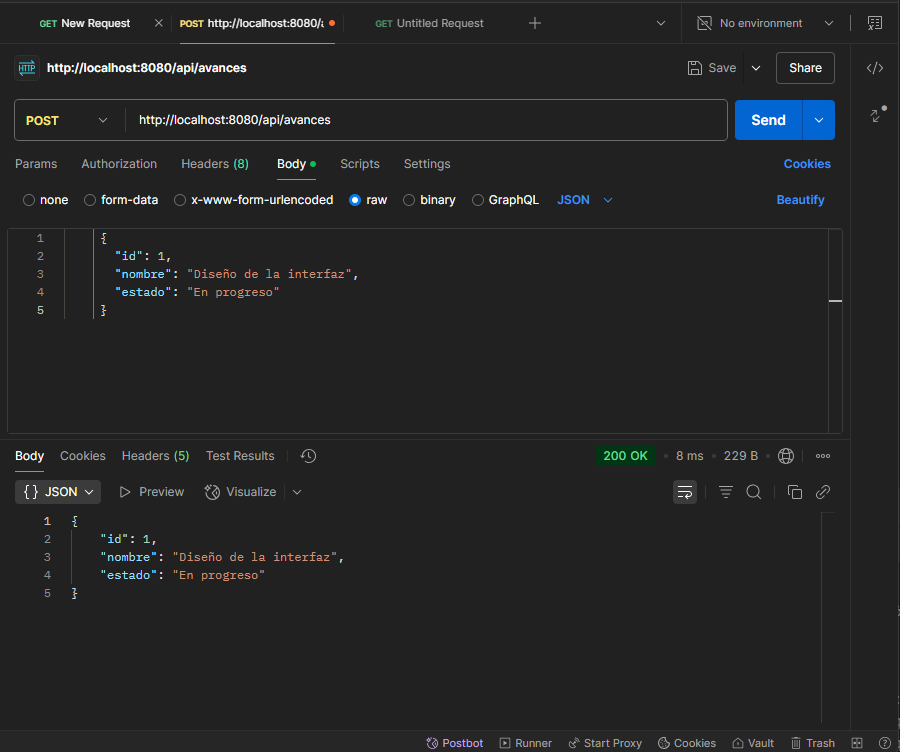 GET New Request
POST http://localhost:8080/a
GET Untitled Request
No environment
HTTP http://localhost:8080/api/avances
Save
Share
POST
http://localhost:8080/api/avances
Send
Params Authorization Headers (8) Body Scripts Settings Cookies
none form-data x-www-form-urlencoded raw binary GraphQL JSON Beautify
1 {
2 "id": 1,
3 "nombre": "Diseño de la interfaz",
4 "estado": "En progreso"
5 }
Body Cookies Headers (5) Test Results 200 OK • 8 ms • 229 B •
{} JSON Preview Visualize
1 {
2 "id": 1,
3 "nombre": "Diseño de la interfaz",
4 "estado": "En progreso"
5 }
Postbot Runner Start Proxy Cookies Vault Trash